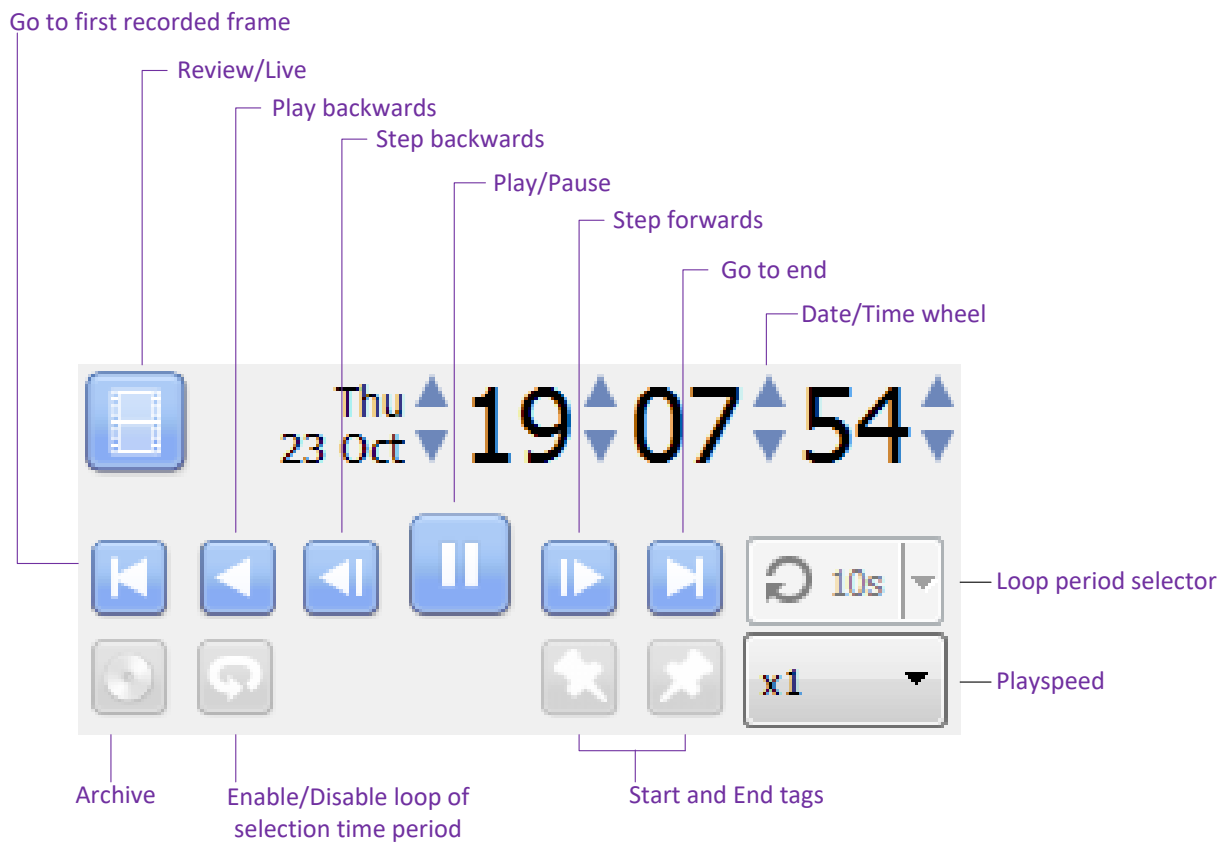 Go to first recorded frame
Review/Live
Play backwards
Step backwards
Play/Pause
Step forwards
Go to end
Date/Time wheel
Thu
23 Oct
19 07 54
10s
Loop period selector
x1
Playspeed
Archive
Enable/Disable loop of
selection time period
Start and End tags